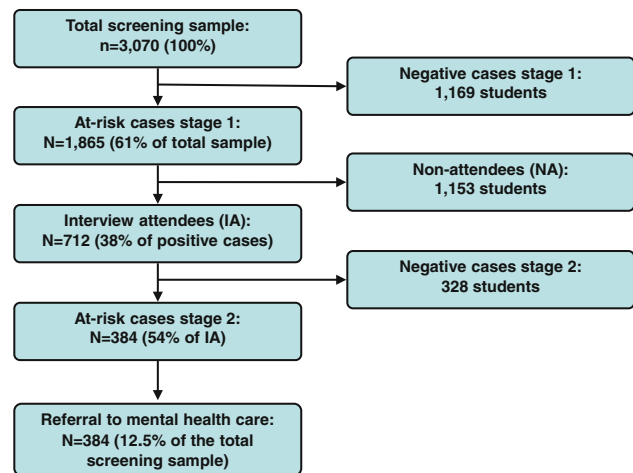 Total screening sample:
n=3,070 (100%)
Negative cases stage 1:
1,169 students
At-risk cases stage 1:
N=1,865 (61% of total sample)
Non-attendees (NA):
1,153 students
Interview attendees (IA):
N=712 (38% of positive cases)
Negative cases stage 2:
328 students
At-risk cases stage 2:
N=384 (54% of IA)
Referral to mental health care:
N=384 (12.5% of the total
screening sample)